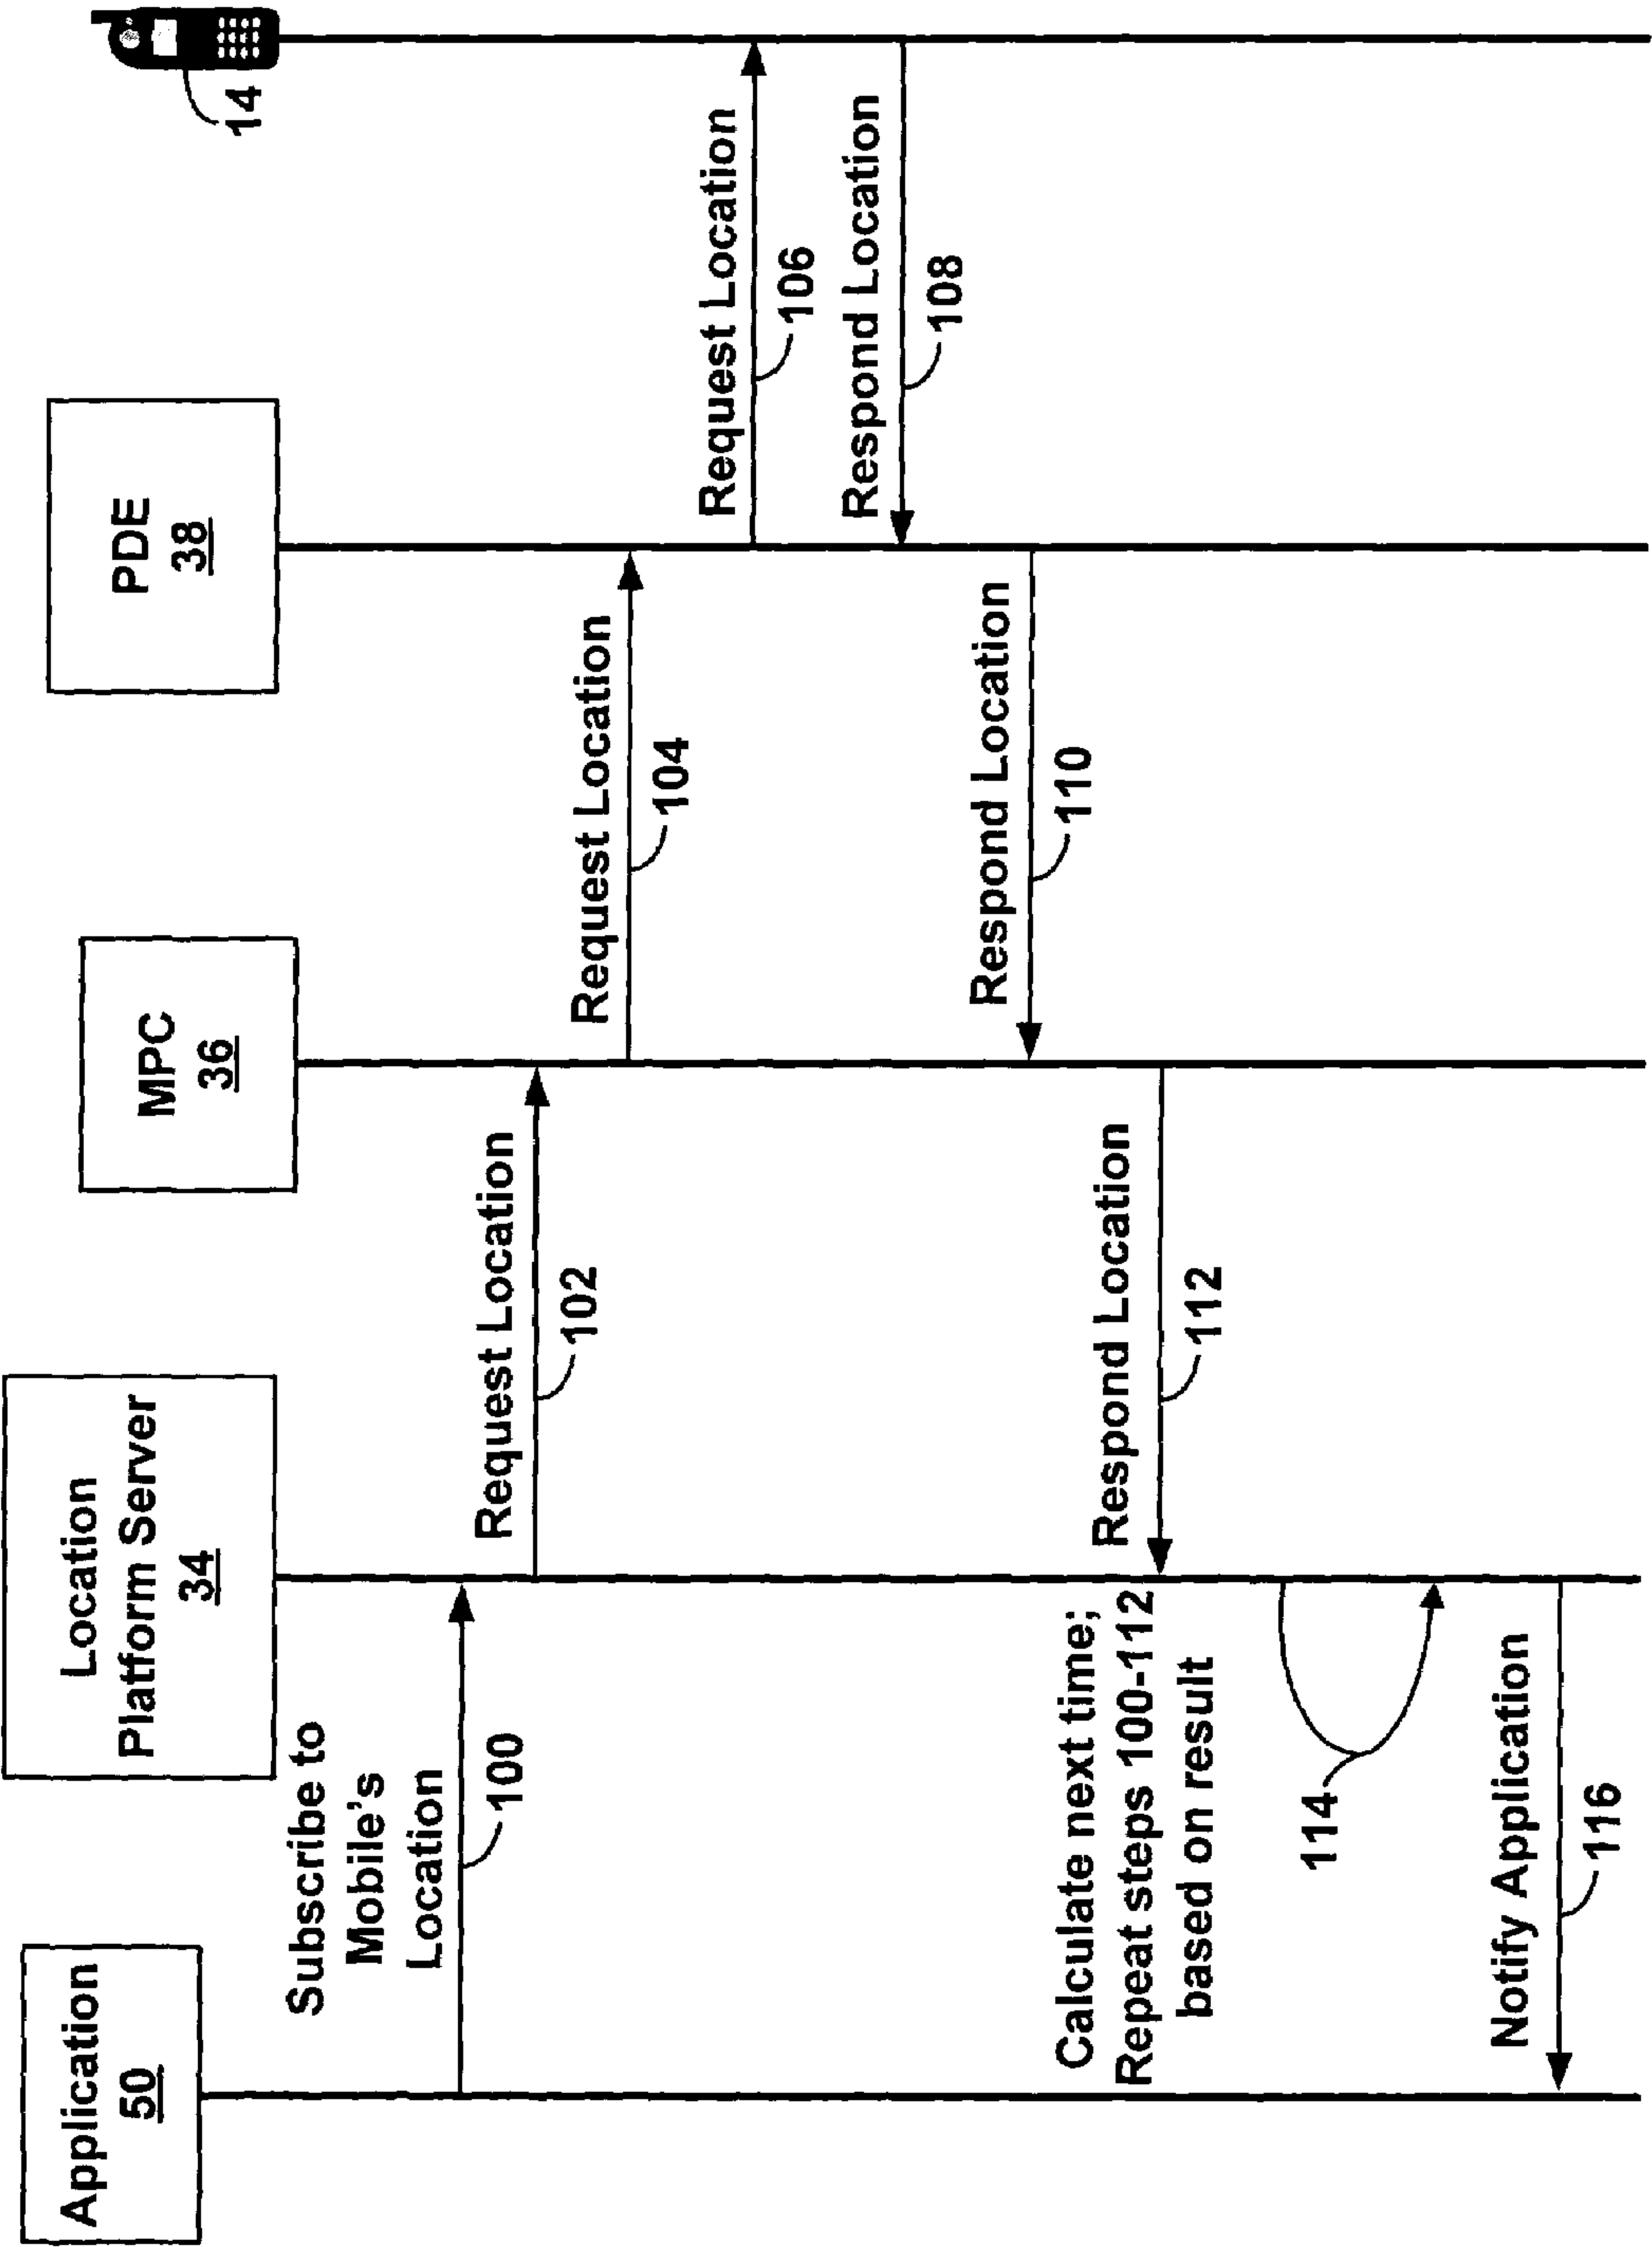 Application
50
Location
Platform Server
34
MPC
36
PDE
38
14
Subscribe to
Mobile's
Location
100
Request Location
102
Request Location
104
Request Location
106
Respond Location
108
Respond Location
110
Respond Location
112
Calculate next time;
Repeat steps 100-112
based on result
114
Notify Application
116